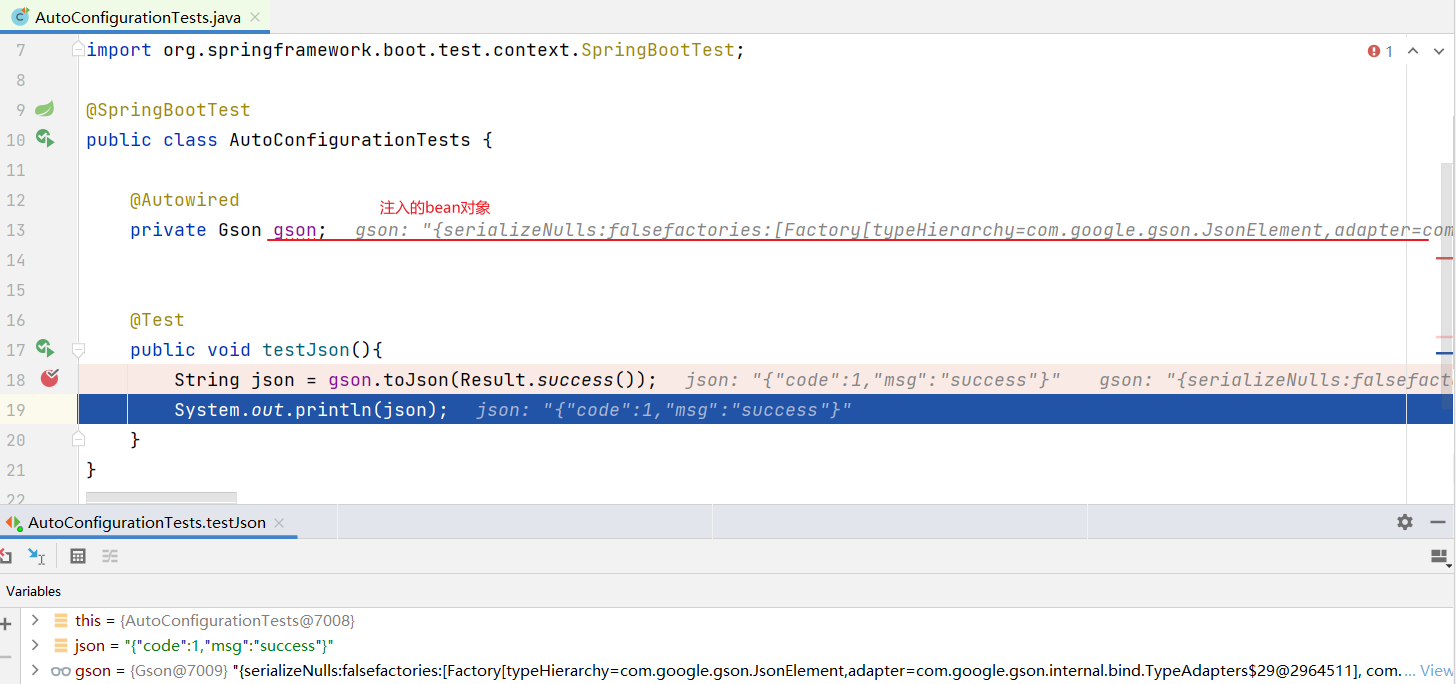 AutoConfigurationTests.java
7 import org.springframework.boot.test.context.SpringBootTest;
1
8
9 @SpringBootTest
10 public class AutoConfigurationTests {
11
12 @Autowired
注入的bean对象
13 private Gson gson; gson: "{serializeNulls:falsefactories:[Factory[typeHierarchy=com.google.gson.JsonElement,adapter=com
14
15
16 @Test
17 public void testJson(){
18 String json = gson.toJson(Result.success()); json: "{"code":1,"msg":"success"}" gson: "{serializeNulls:falsefact
19 System.out.println(json); json: "{"code":1,"msg":"success"}"
20 }
21 }
22
AutoConfigurationTests.testJson
Variables
this = {AutoConfigurationTests@7008}
json = "{"code":1,"msg":"success"}"
gson = {Gson@7009} "{serializeNulls:falsefactories:[Factory[typeHierarchy=com.google.gson.JsonElement,adapter=com.google.gson.internal.bind.TypeAdapters$29@2964511], com. ... View